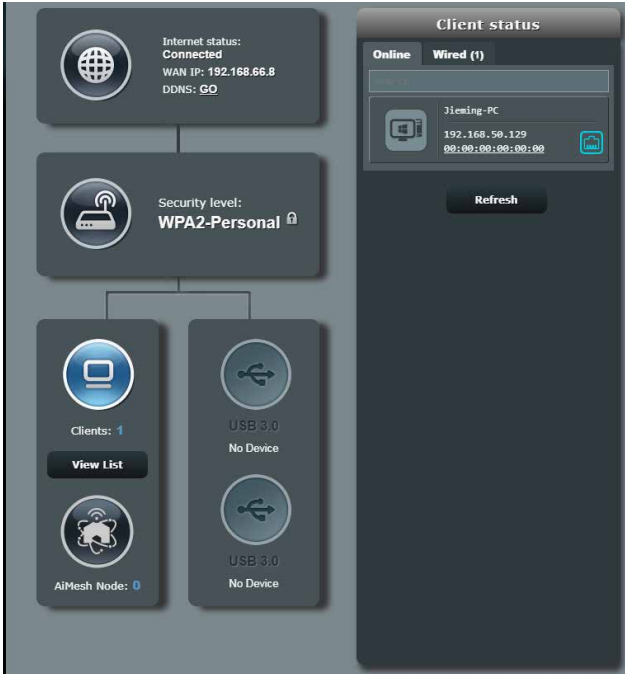 Internet status:
Connected
WAN IP: 192.168.66.8
DDNS: GO
Security level:
WPA2-Personal
Clients: 1
View List
AiMesh Node: 0
USB 3.0
No Device
USB 3.0
No Device
Client status
Online Wired (1)
Jieming-PC
192.168.50.129
00:00:00:00:00:00
Refresh